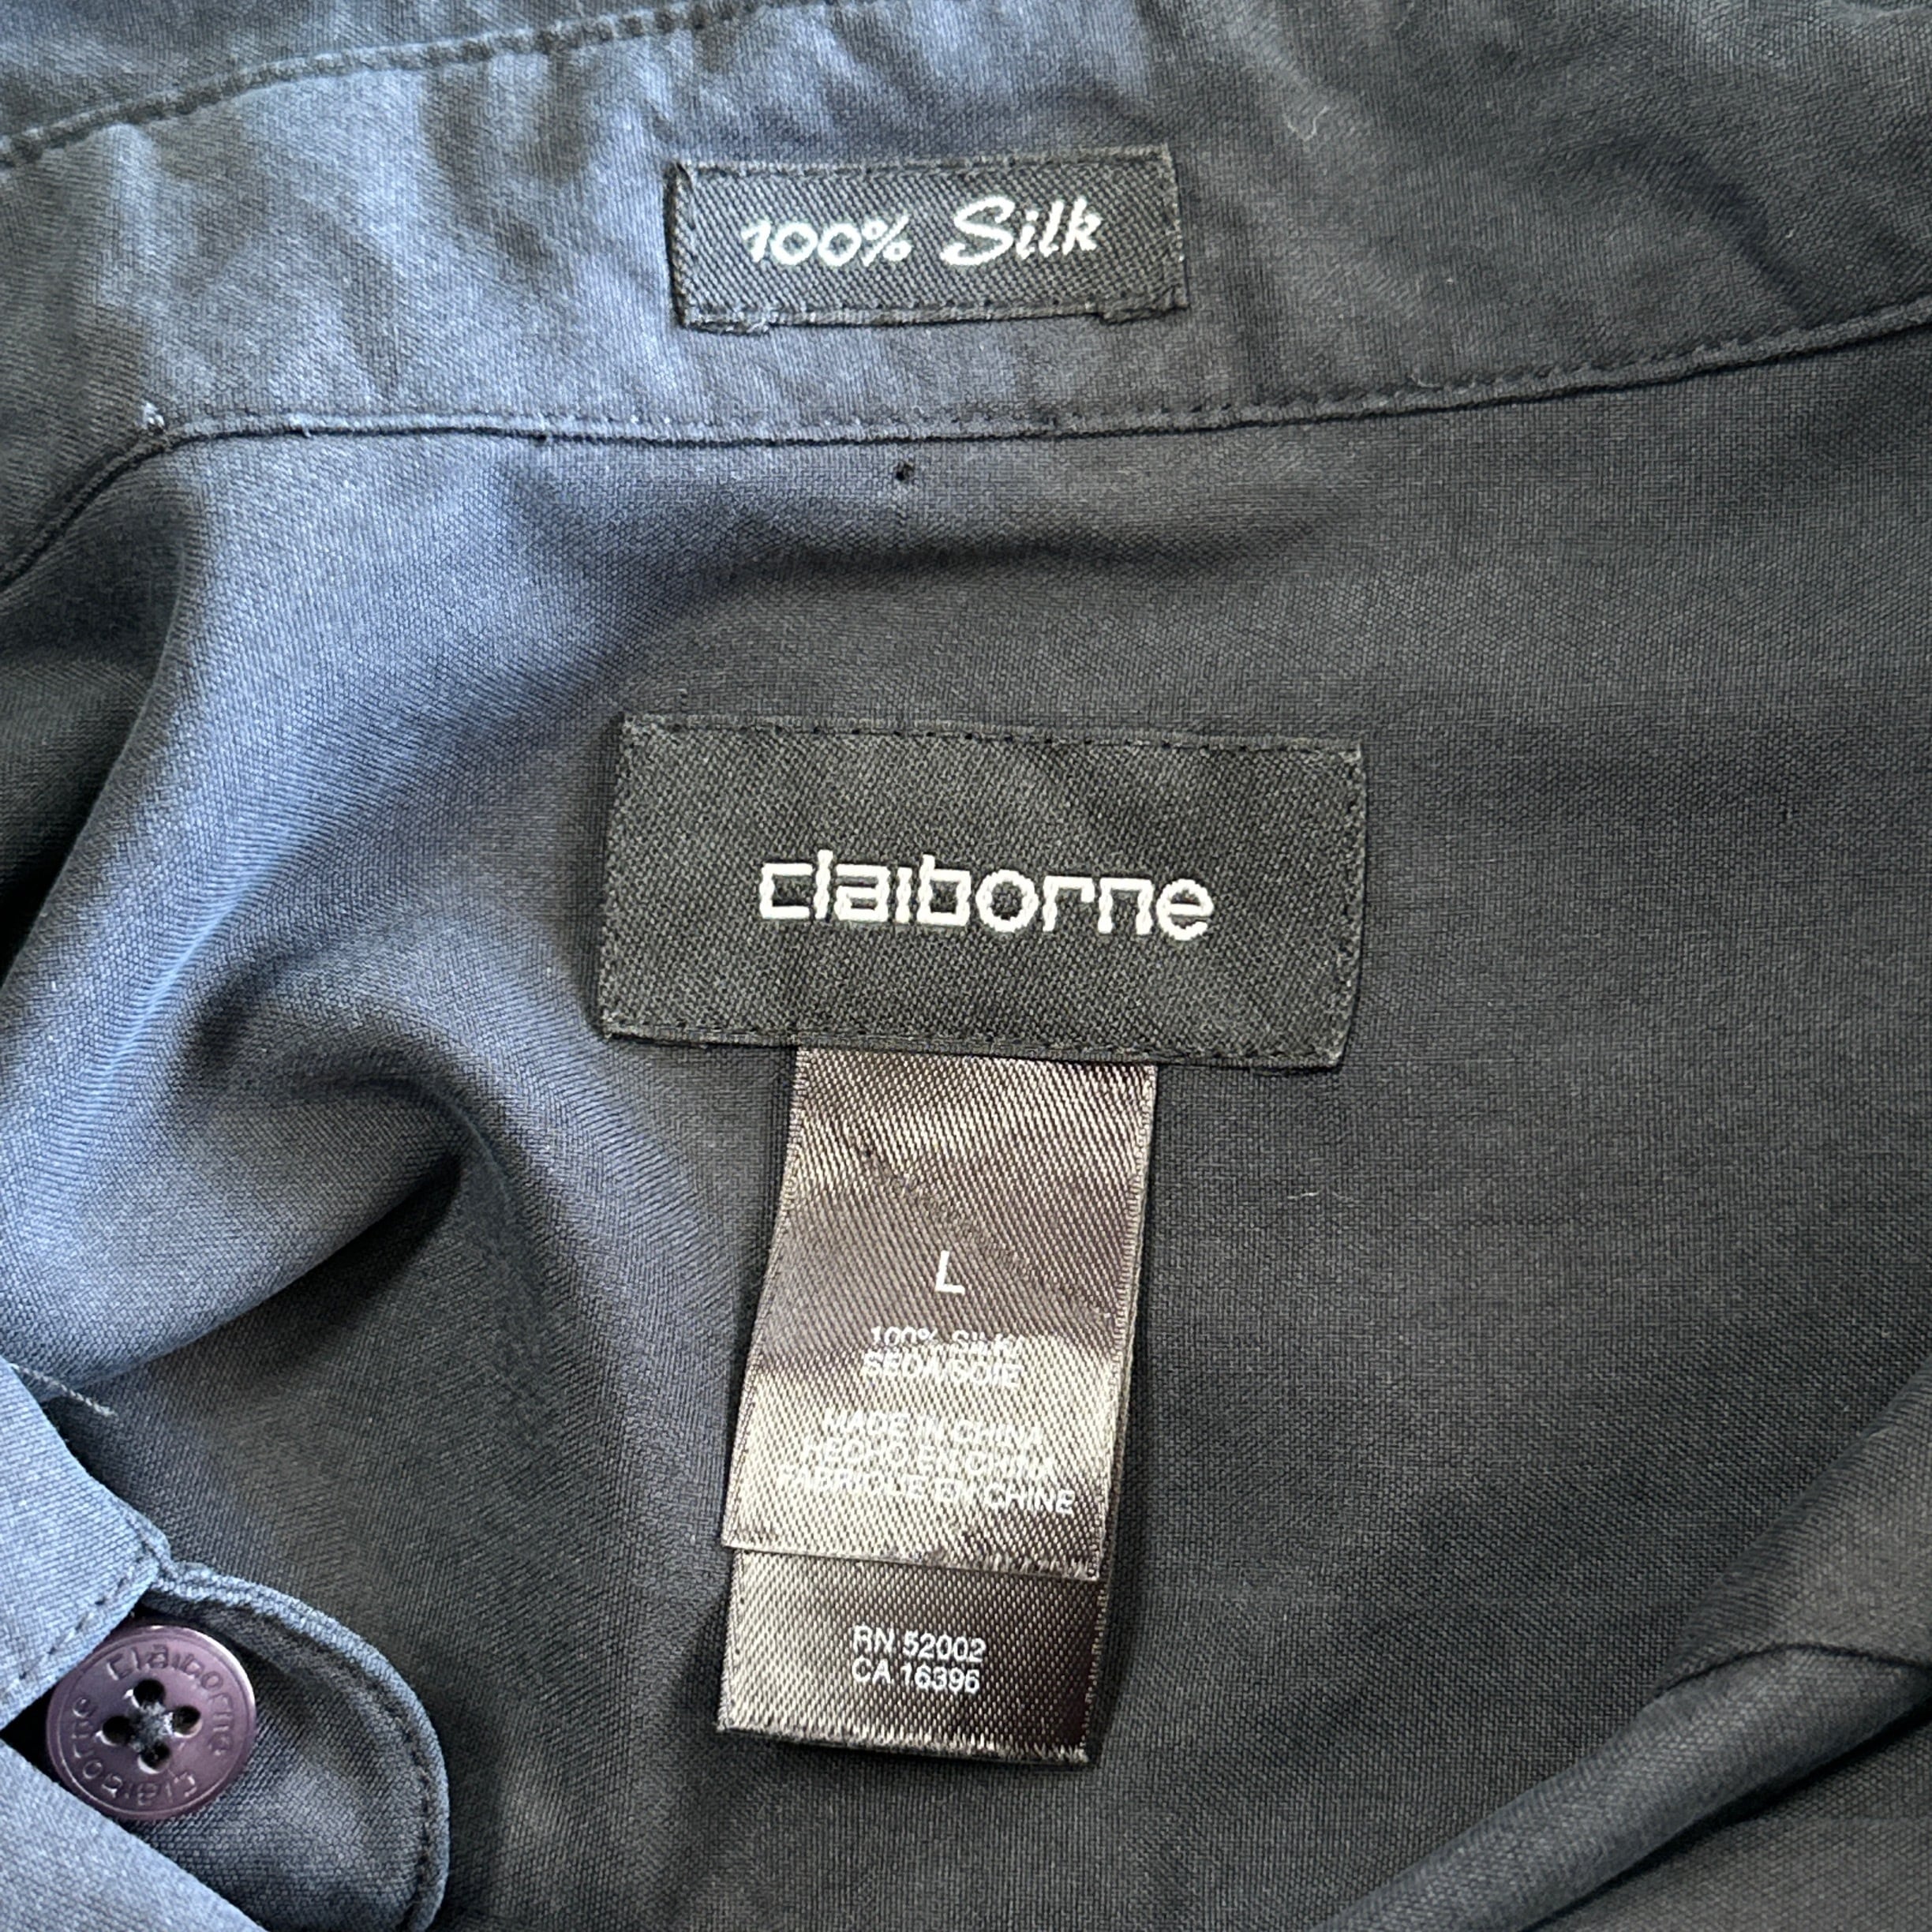 100% Silk
claiborne
L
100% SILK/
SEDA/SOIE
MADE IN CHINA
HECHO EN CHINA
FABRIQUÉ EN CHINE
RN 52002
CA 16396
claiborne
claiborne